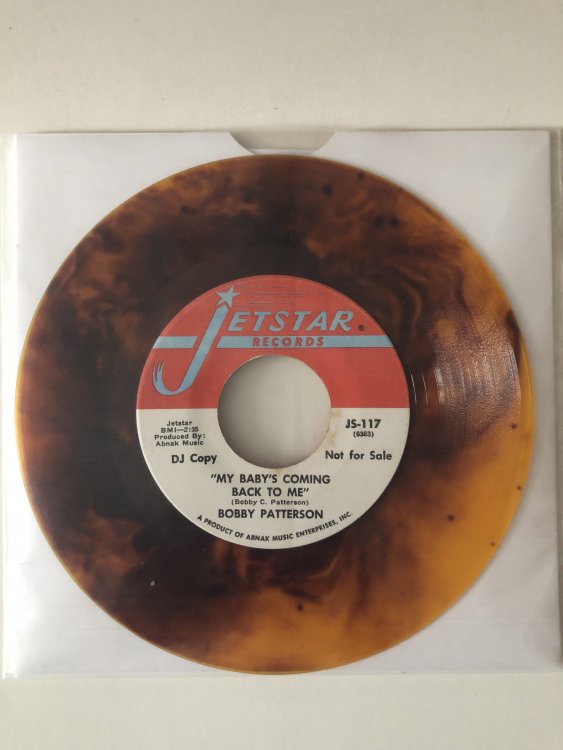 JETSTAR®
RECORDS
Jetstar
BMI—2:38
Produced By:
Abnak Music
JS-117
(6363)
DJ Copy
Not for Sale
"MY BABY'S COMING
BACK TO ME"
(Bobby C. Patterson)
BOBBY PATTERSON
A PRODUCT OF ABNAK MUSIC ENTERPRISES, INC.